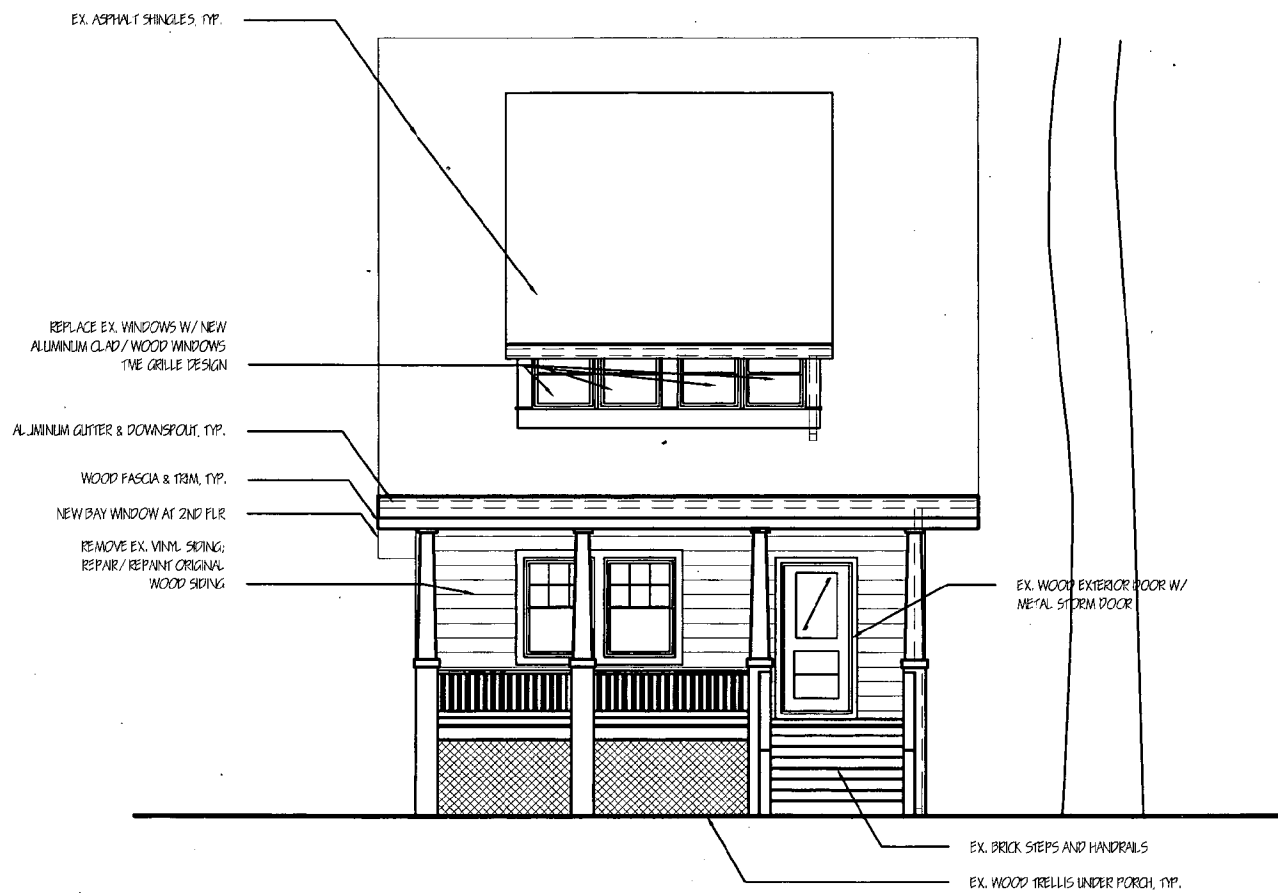 EX. ASPHALT SHINGLES, TYP.
REPLACE EX. WINDOWS W/ NEW
ALUMINUM CLAD / WOOD WINDOWS
TME GRILLE DESIGN
ALUMINUM GUTTER & DOWNSPOUT, TYP.
WOOD FASCIA & TRIM, TYP.
NEW BAY WINDOW AT 2ND FLR
REMOVE EX. VINYL SIDING;
REPAIR / REPAINT ORIGINAL
WOOD SIDING
EX. WOOD EXTERIOR DOOR W/
METAL STORM DOOR
EX. BRICK STEPS AND HANDRAILS
EX. WOOD TRELLIS UNDER PORCH, TYP.